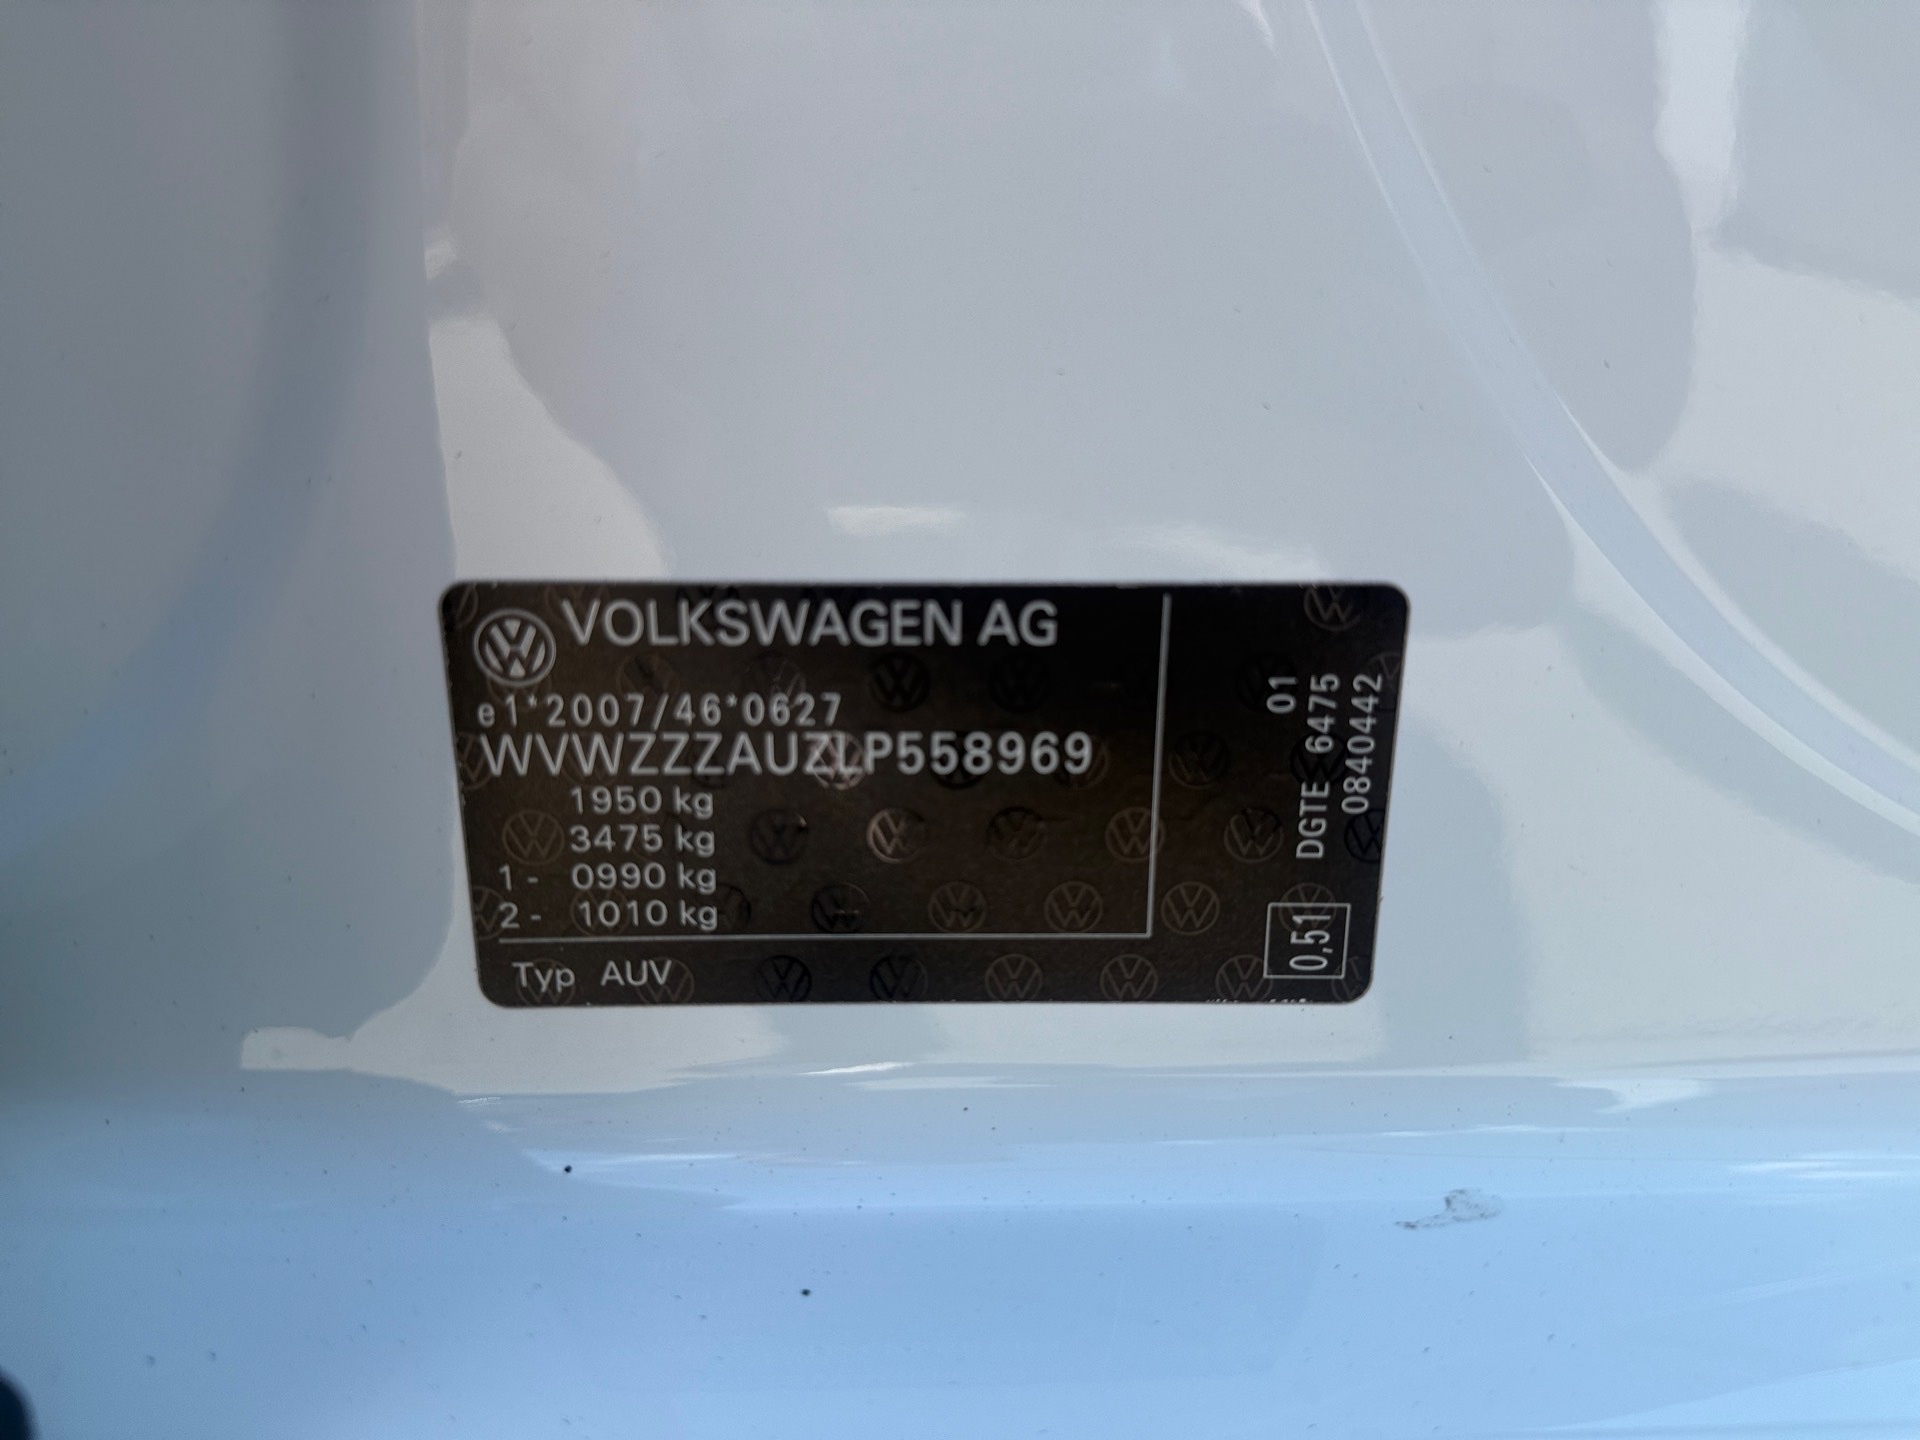 VOLKSWAGEN AG
e1*2007/46*0627
WVWZZZAUZLP558969
1950 kg
3475 kg
1- 0990 kg
2- 1010 kg
Typ AUV
01
DGTE 6475
0840442
0,51